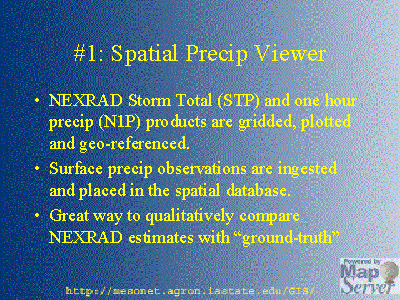 #1: Spatial Precip Viewer
• NEXRAD Storm Total (STP) and one hour
precip (N1P) products are gridded, plotted
and geo-referenced.
• Surface precip observations are ingested
and placed in the spatial database.
• Great way to qualitatively compare
NEXRAD estimates with “ground-truth”
Powered by
Map
Server
http://mesonet.agron.iastate.edu/GIS/